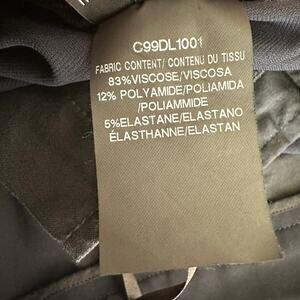 C99DL1001
FABRIC CONTENT/ CONTENU DU TISSU
83%VISCOSE/VISCOSA
12% POLYAMIDE/POLIAMIDA
/POLIAMMIDE
5%ELASTANE/ELASTANO
ÉLASTHANNE/ELASTAN